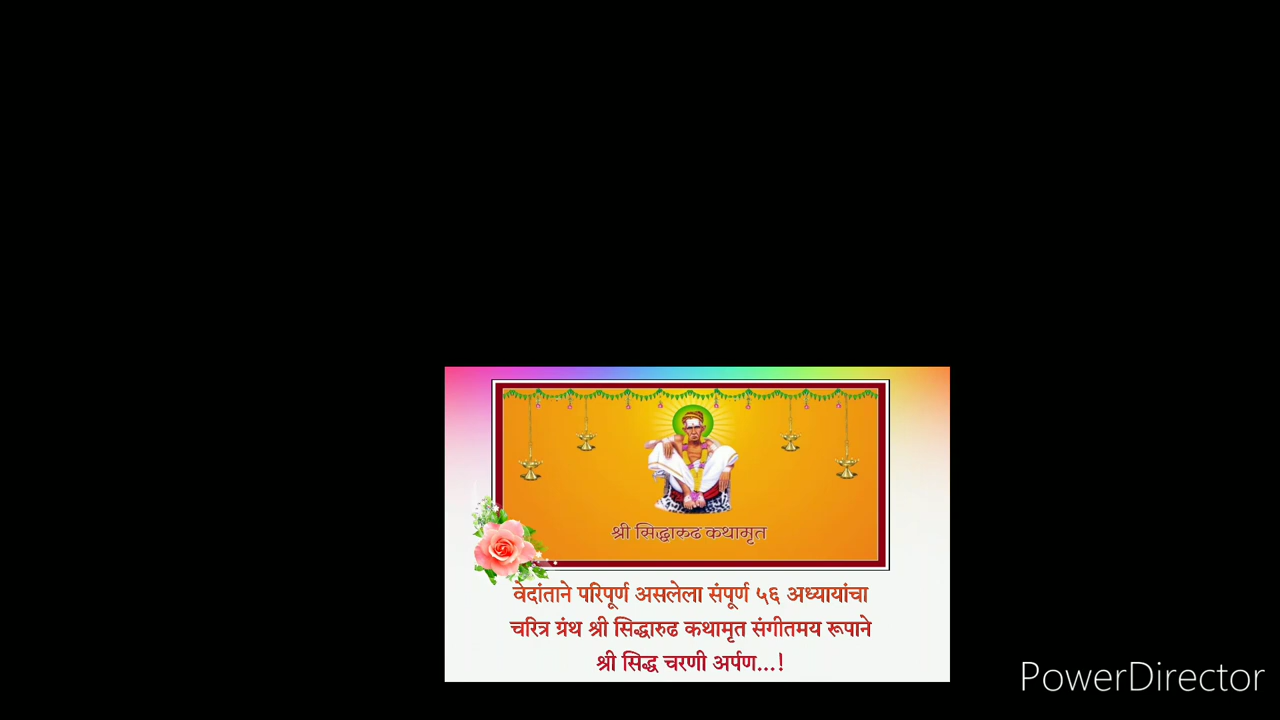 श्री सिद्धारुढ कथामृत
वेदांताने परिपूर्ण असलेला संपूर्ण ५६ अध्यायांचा
चरित्र ग्रंथ श्री सिद्धारुढ कथामृत संगीतमय रूपाने
श्री सिद्ध चरणी अर्पण...!
PowerDirector